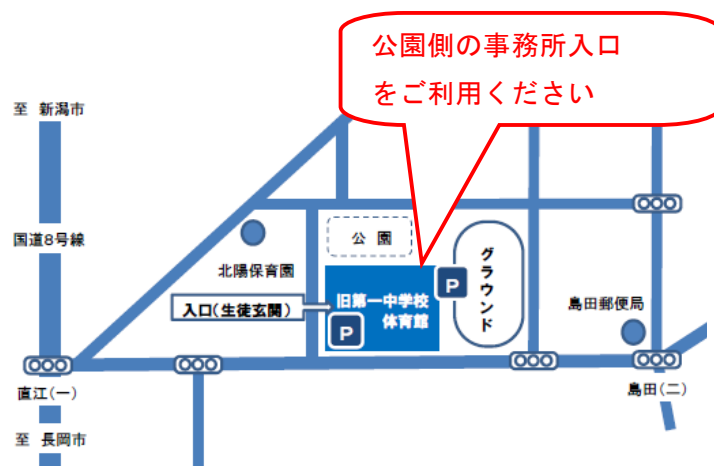 公園側の事務所入口
をご利用ください
至 新潟市
国道8号線
公 園
グラウンド
北陽保育園
P
入口(生徒玄関)
旧第一中学校
体育館
P
島田郵便局
直江(一)
島田(二)
至 長岡市